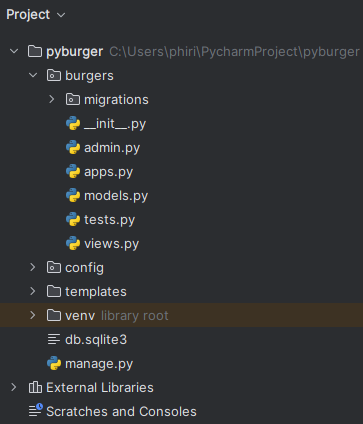 Project
pyburger C:\Users\phiri\PycharmProject\pyburger
burgers
migrations
__init__.py
admin.py
apps.py
models.py
tests.py
views.py
config
templates
venv library root
db.sqlite3
manage.py
External Libraries
Scratches and Consoles